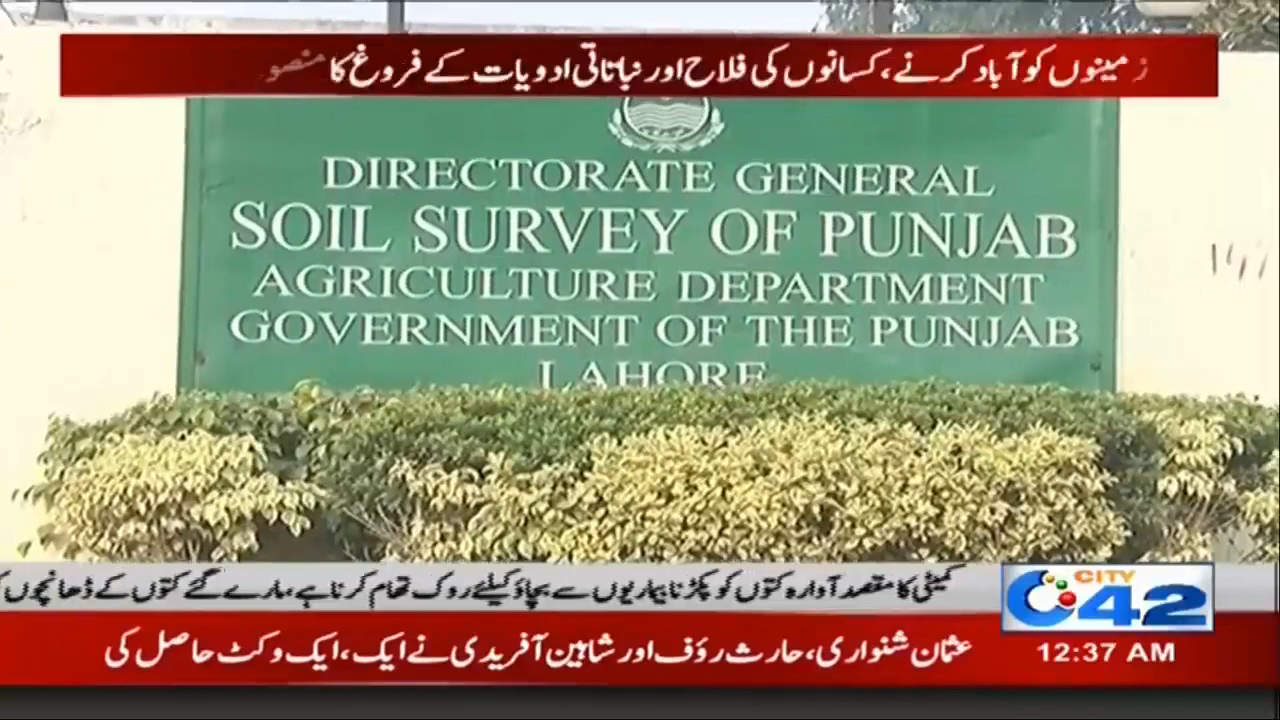 زمینوں کو آباد کرنے، کسانوں کی فلاح اور نباتاتی ادویات کے فروغ کا
DIRECTORATE GENERAL
SOIL SURVEY OF PUNJAB
AGRICULTURE DEPARTMENT
GOVERNMENT OF THE PUNJAB
LAHORE
کمیٹی کا مقصد آوارہ کتوں کو پکڑنا بیماریوں سے بچاؤ کیلئے روک تھام کرنا ہے، مارے گئے کتوں کے ڈھانچوں
CITY
42
عثمان شنواری، حارث رؤف اور شاہین آفریدی نے ایک، ایک وکٹ حاصل کی
12:37 AM